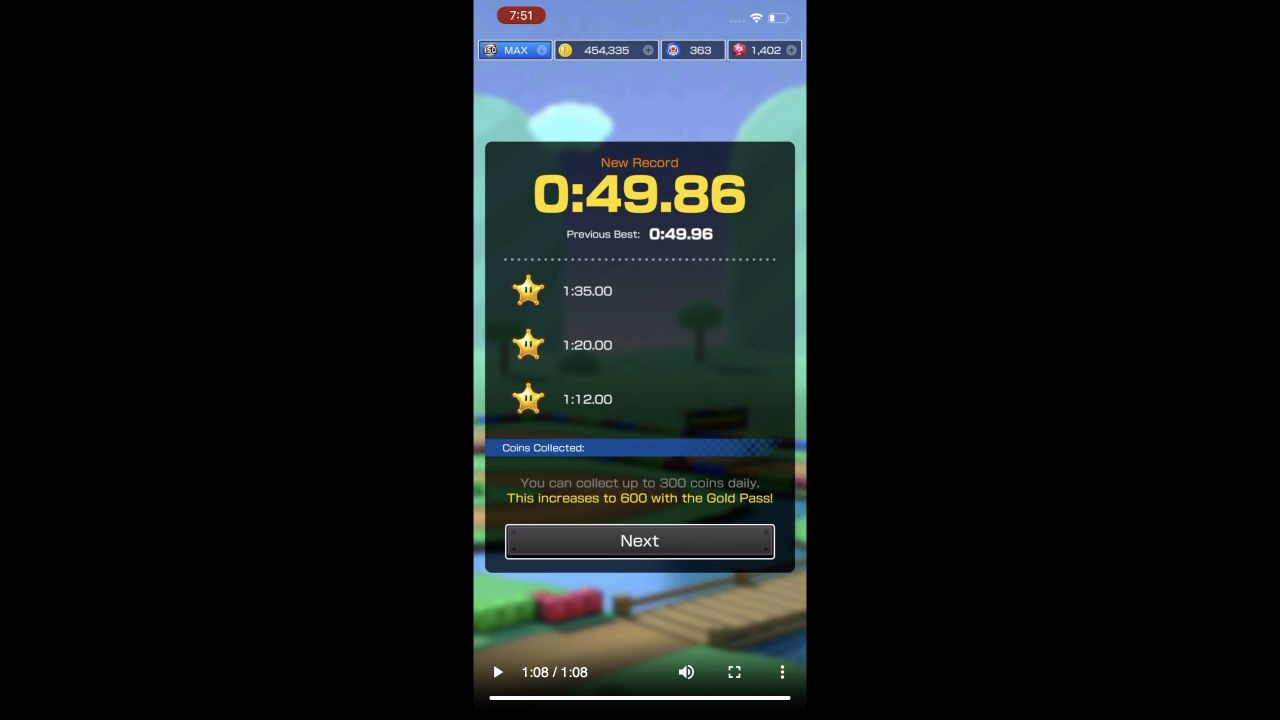 7:51
150 MAX 454,335 363 1,402
New Record
0:49.86
Previous Best: 0:49.96
1:35.00
1:20.00
1:12.00
Coins Collected:
You can collect up to 300 coins daily.
This increases to 600 with the Gold Pass!
Next
1:08 / 1:08